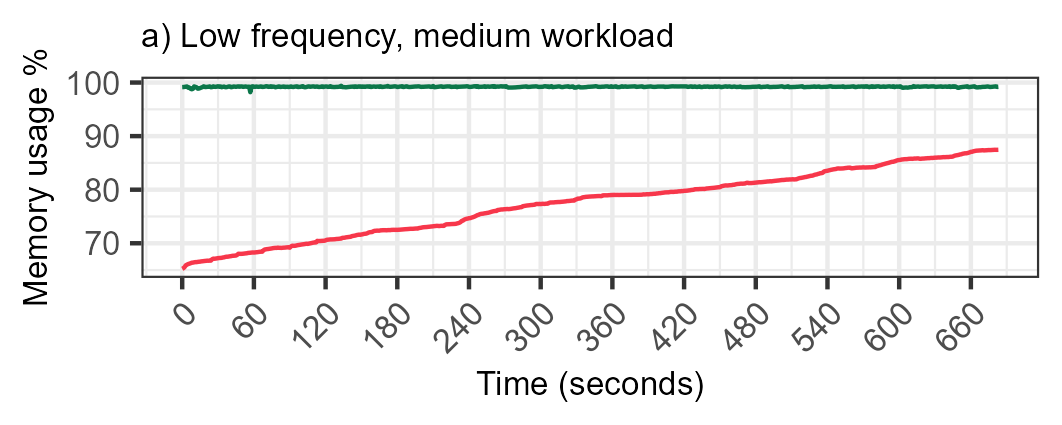 a) Low frequency, medium workload
Memory usage %
100
90
80
70
0 60 120 180 240 300 360 420 480 540 600 660
Time (seconds)